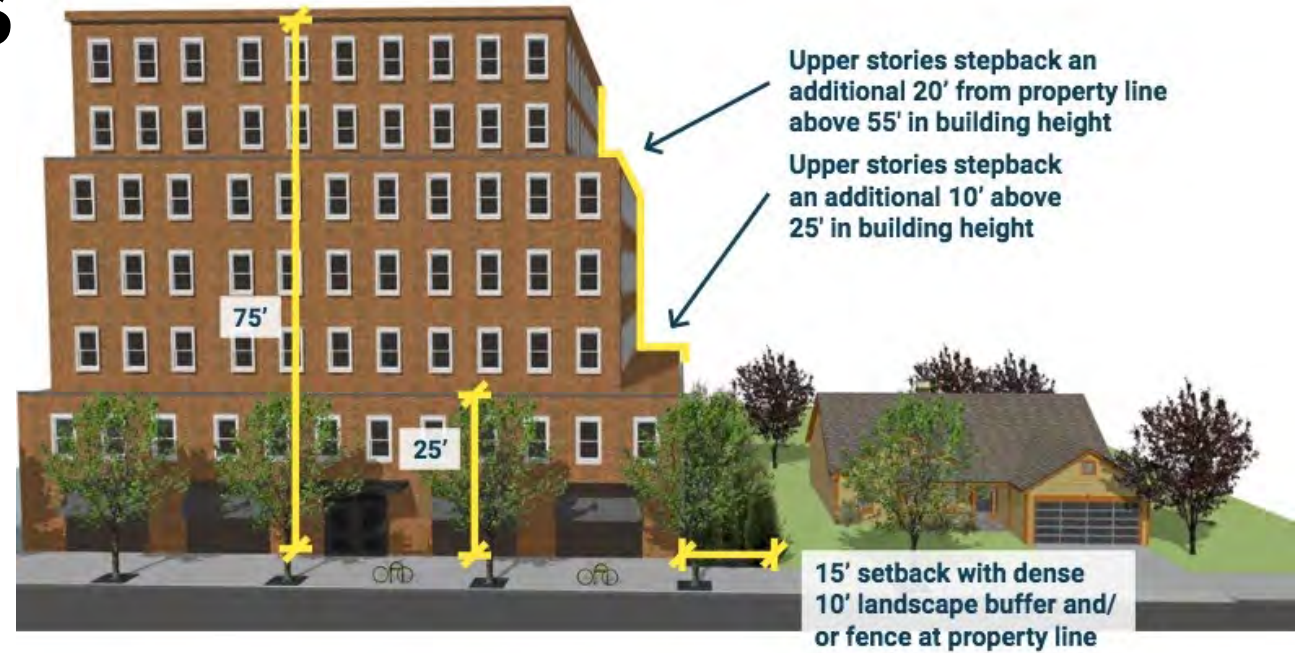 S
Upper stories stepback an
additional 20’ from property line
above 55' in building height
Upper stories stepback
an additional 10’ above
25’ in building height
75’
25’
15’ setback with dense
10’ landscape buffer and/
or fence at property line